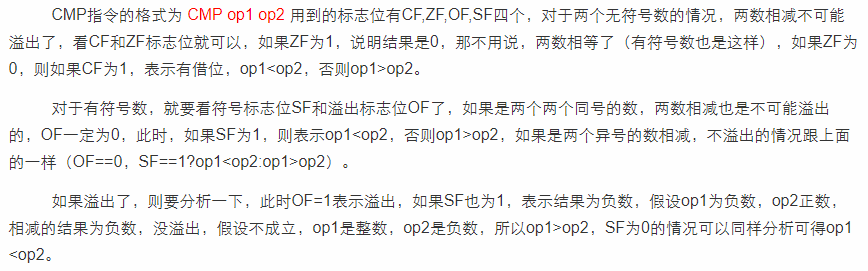 CMP指令的格式为 CMP op1 op2 用到的标志位有CF,ZF,OF,SF四个，对于两个无符号数的情况，两数相减不可能
溢出了，看CF和ZF标志位就可以，如果ZF为1，说明结果是0，那不用说，两数相等了（有符号数也是这样），如果ZF为
0，则如果CF为1，表示有借位，op1<op2，否则op1>op2。
对于有符号数，就要看符号标志位SF和溢出标志位OF了，如果是两个两个同号的数，两数相减也是不可能溢出
的，OF一定为0，此时，如果SF为1，则表示op1<op2，否则op1>op2，如果是两个异号的数相减，不溢出的情况跟上面
的一样（OF==0，SF==1?op1<op2:op1>op2）。
如果溢出了，则要分析一下，此时OF=1表示溢出，如果SF也为1，表示结果为负数，假设op1为负数，op2正数，
相减的结果为负数，没溢出，假设不成立，op1是整数，op2是负数，所以op1>op2，SF为0的情况可以同样分析可得op1
<op2。